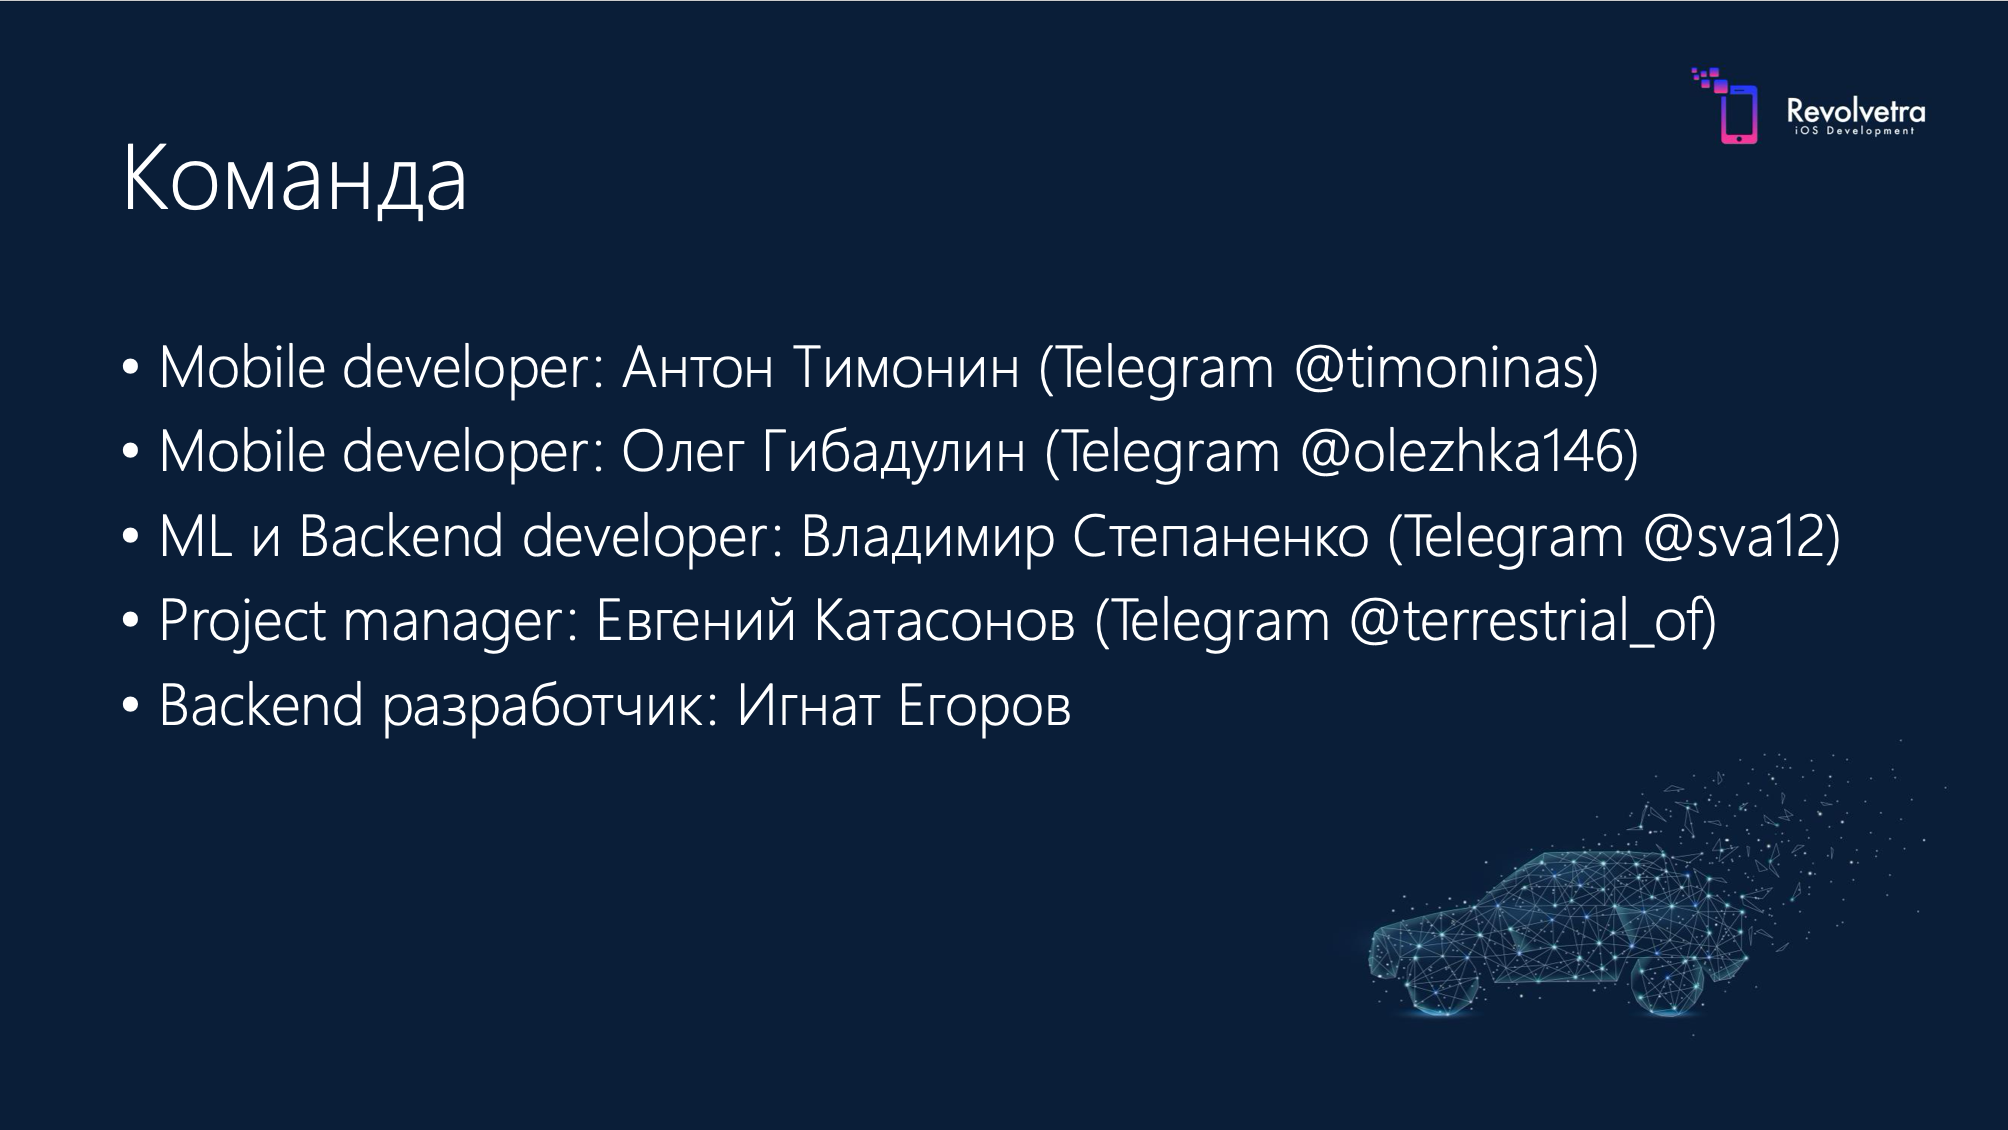 Revolvetra
iOS Development
Команда
• Mobile developer: Антон Тимонин (Telegram @timoninas)
• Mobile developer: Олег Гибадулин (Telegram @olezhka146)
• ML и Backend developer: Владимир Степаненко (Telegram @sva12)
• Project manager: Евгений Катасонов (Telegram @terrestrial_of)
• Backend разработчик: Игнат Егоров